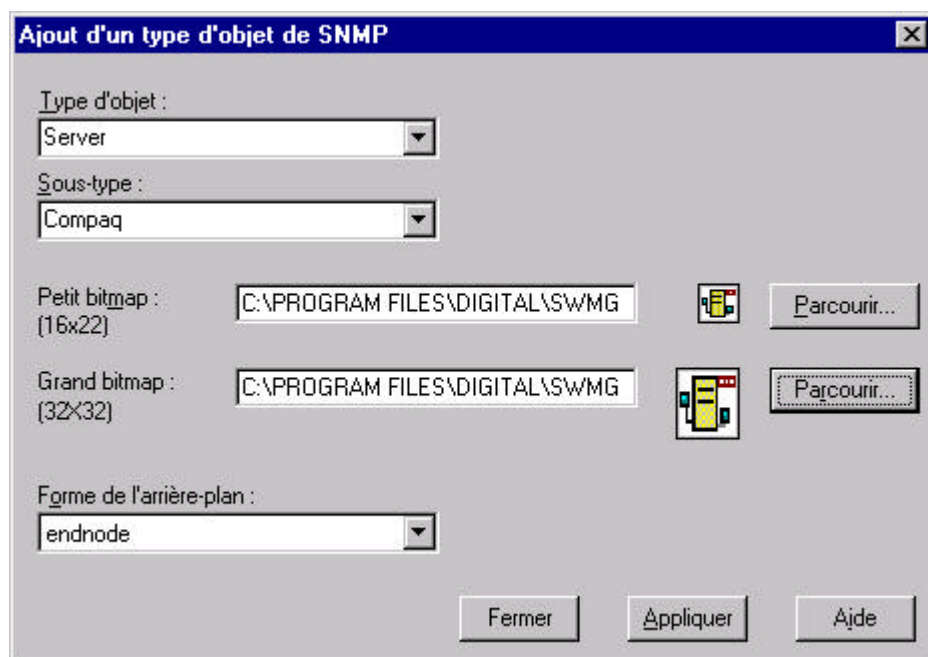 Ajout d'un type d'objet de SNMP
Type d'objet :
Server
Sous-type :
Compaq
Petit bitmap :
(16x22)
C:\PROGRAM FILES\DIGITAL\SWMG
Parcourir...
Grand bitmap :
(32X32)
C:\PROGRAM FILES\DIGITAL\SWMG
Parcourir...
Forme de l'arrière-plan :
endnode
Fermer
Appliquer
Aide